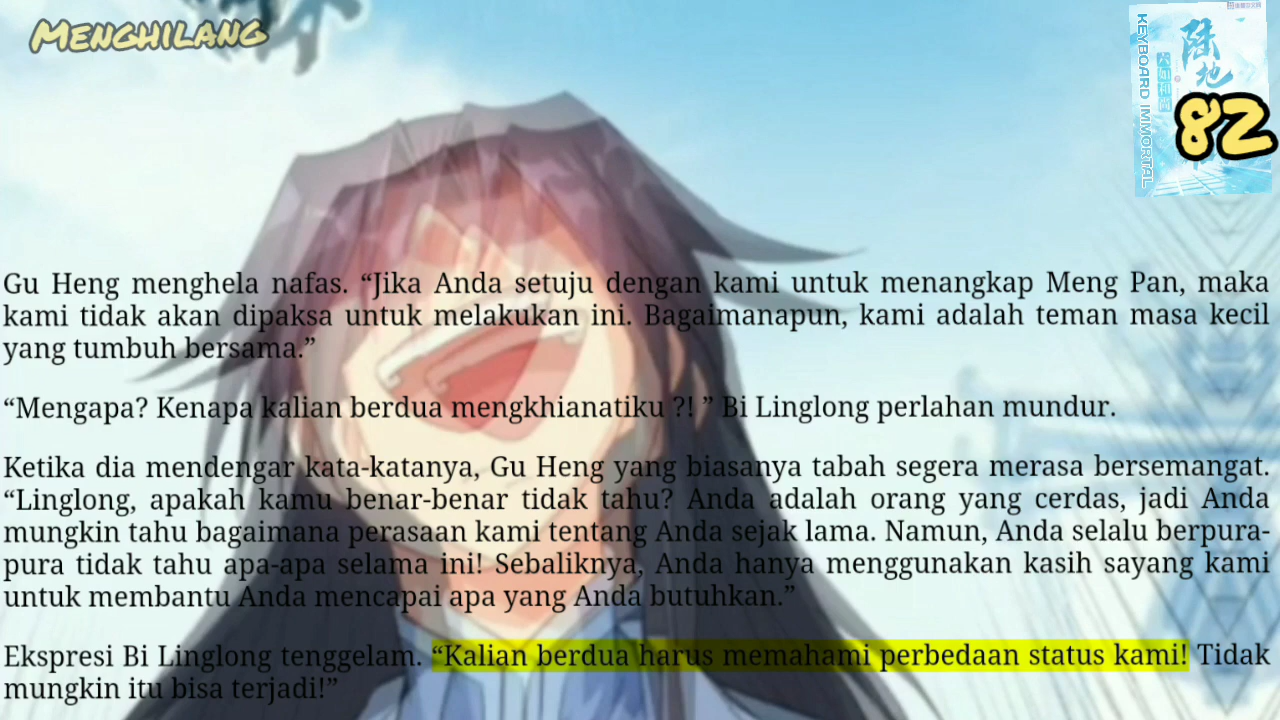 Menghilang
陆
地
六如和尚
KEYBOARD IMMORTAL
82
Gu Heng menghela nafas. “Jika Anda setuju dengan kami untuk menangkap Meng Pan, maka
kami tidak akan dipaksa untuk melakukan ini. Bagaimanapun, kami adalah teman masa kecil
yang tumbuh bersama.”
“Mengapa? Kenapa kalian berdua mengkhianatiku ?! ” Bi Linglong perlahan mundur.
Ketika dia mendengar kata-katanya, Gu Heng yang biasanya tabah segera merasa bersemangat.
“Linglong, apakah kamu benar-benar tidak tahu? Anda adalah orang yang cerdas, jadi Anda
mungkin tahu bagaimana perasaan kami tentang Anda sejak lama. Namun, Anda selalu berpura-
pura tidak tahu apa-apa selama ini! Sebaliknya, Anda hanya menggunakan kasih sayang kami
untuk membantu Anda mencapai apa yang Anda butuhkan.”
Ekspresi Bi Linglong tenggelam. “Kalian berdua harus memahami perbedaan status kami! Tidak
mungkin itu bisa terjadi!”